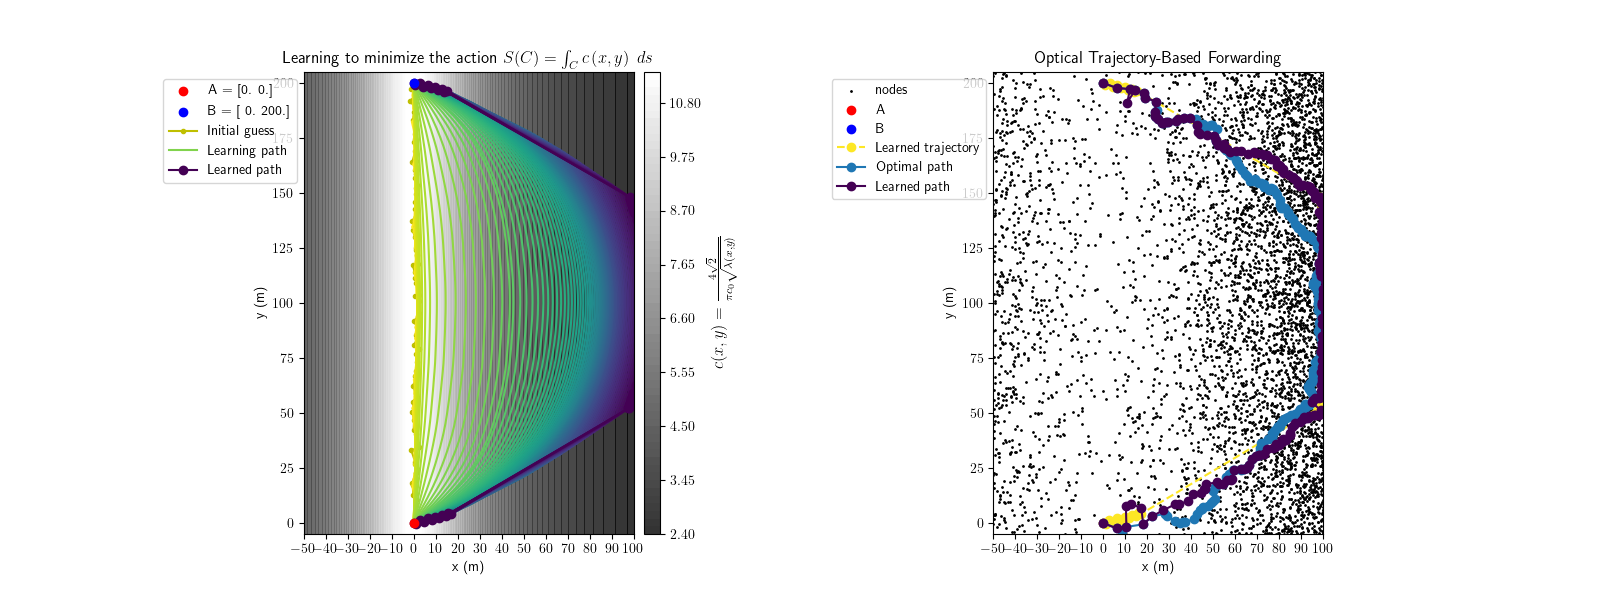 Learning to minimize the action S(C) = ∫_C c(x, y) ds
A = [0. 0.]
B = [ 0. 200.]
Initial guess
Learning path
Learned path
200
175
150
125
100
75
50
25
0
y (m)
−50 −40 −30 −20 −10 0 10 20 30 40 50 60 70 80 90 100
x (m)
10.80
9.75
8.70
7.65
6.60
5.55
4.50
3.45
2.40
c(x, y) = 4√2 / πc₀√λ(x,y)
Optical Trajectory-Based Forwarding
nodes
A
B
Learned trajectory
Optimal path
Learned path
200
175
150
125
100
75
50
25
0
y (m)
−50 −40 −30 −20 −10 0 10 20 30 40 50 60 70 80 90 100
x (m)